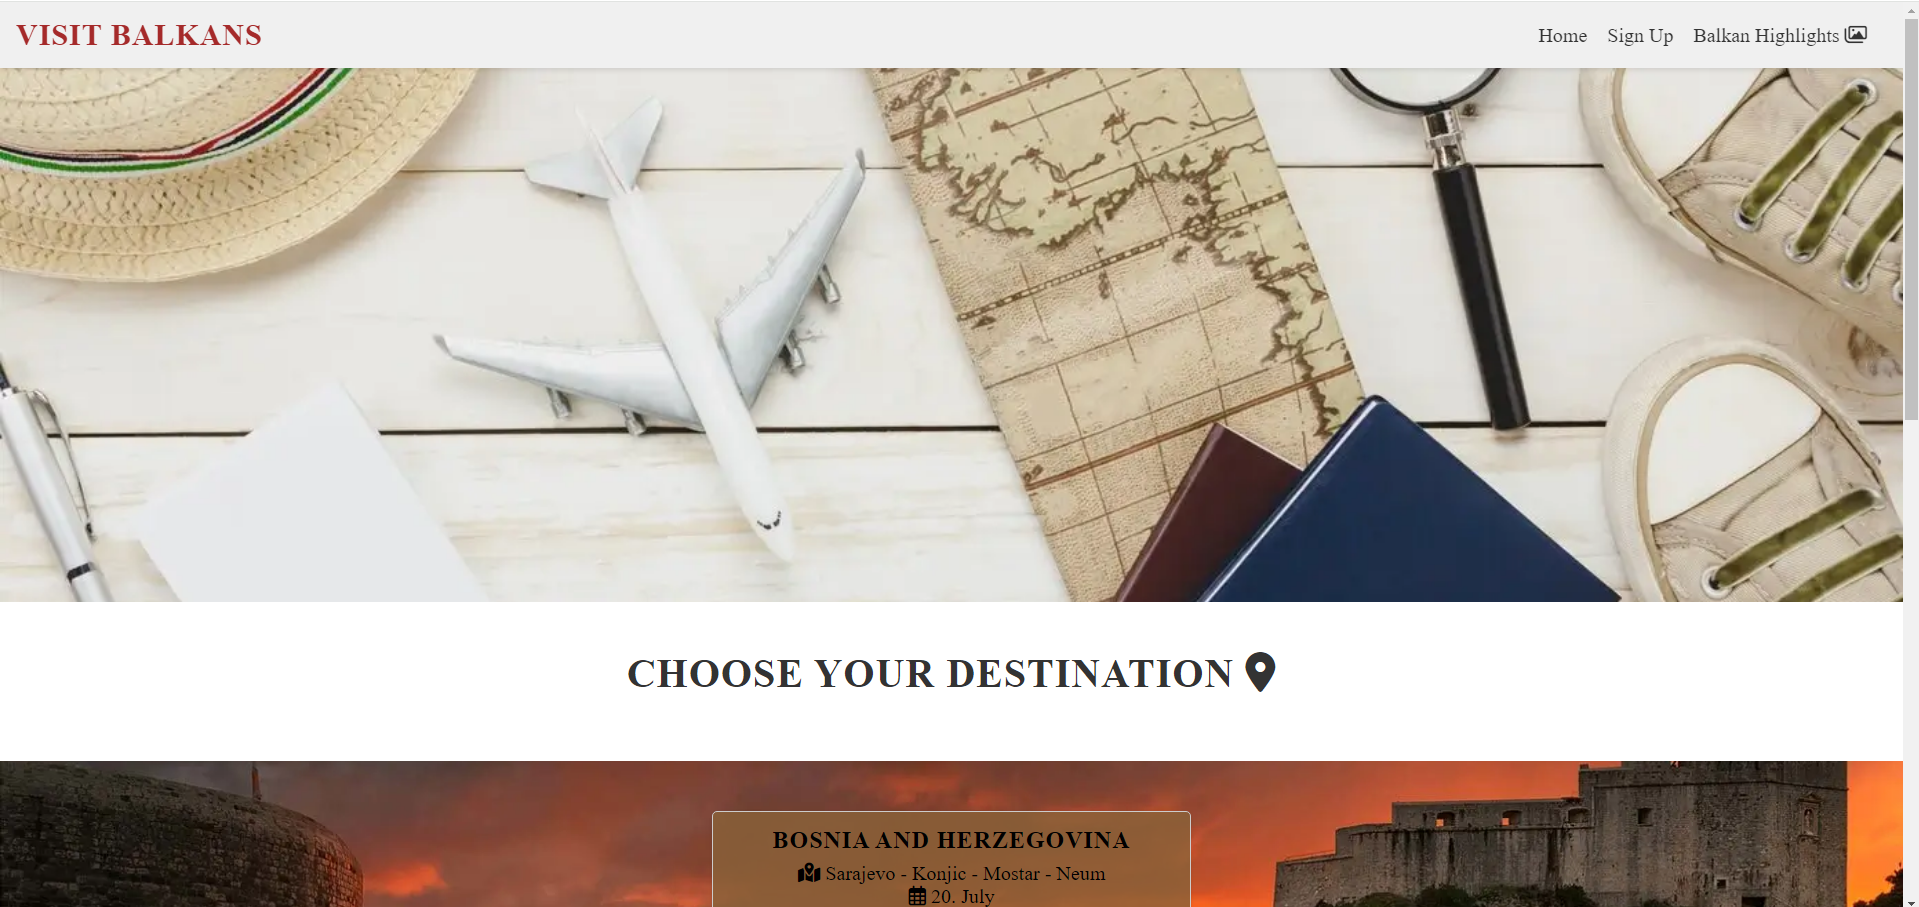 VISIT BALKANS
Home Sign Up Balkan Highlights
CHOOSE YOUR DESTINATION
BOSNIA AND HERZEGOVINA
Sarajevo - Konjic - Mostar - Neum
20. July